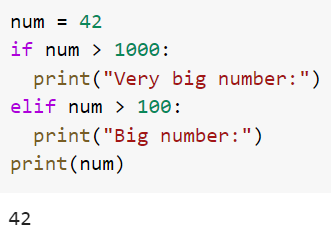 num = 42
if num > 1000:
  print("Very big number:")
elif num > 100:
  print("Big number:")
print(num)
42